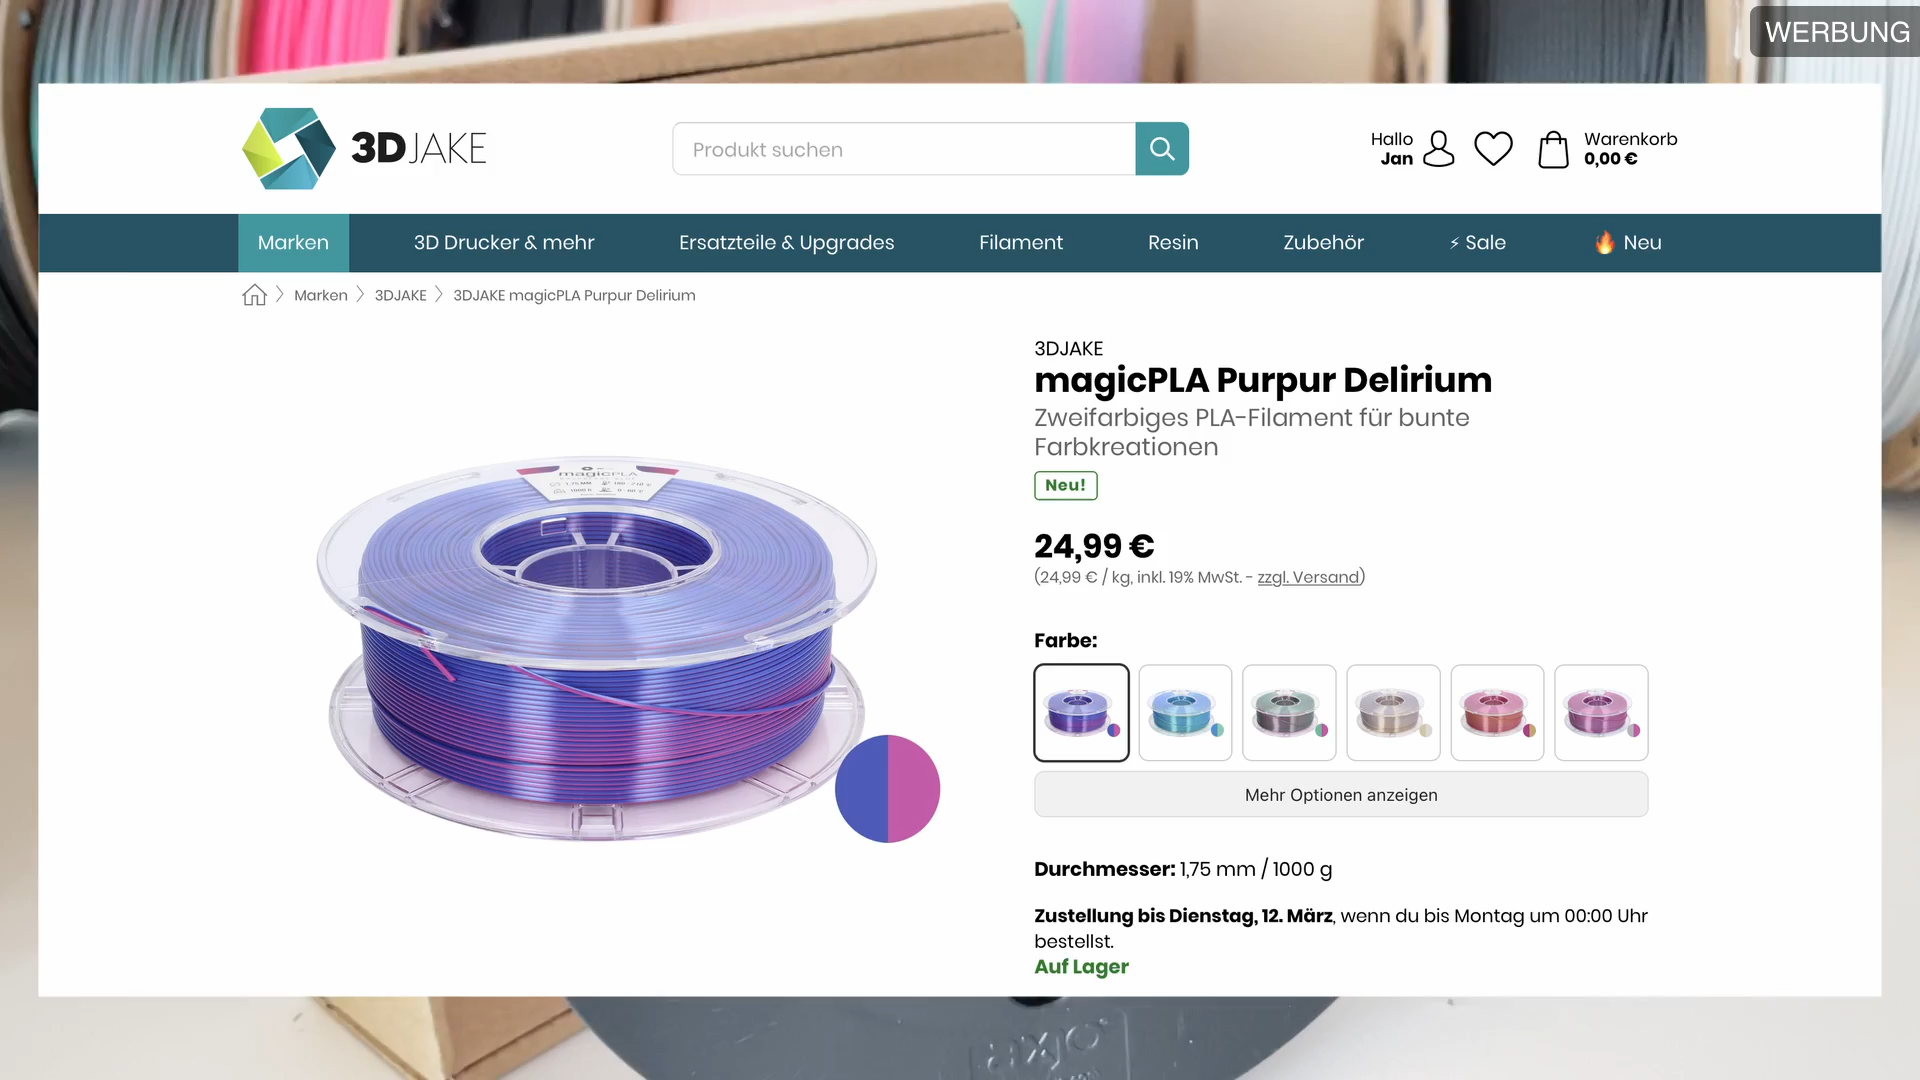 WERBUNG
3DJAKE
Produkt suchen
Hallo
Jan
Warenkorb
0,00 €
Marken
3D Drucker & mehr
Ersatzteile & Upgrades
Filament
Resin
Zubehör
⚡ Sale
🔥 Neu
Marken
3DJAKE
3DJAKE magicPLA Purpur Delirium
3DJAKE
magicPLA Purpur Delirium
Zweifarbiges PLA-Filament für bunte
Farbkreationen
Neu!
24,99 €
(24,99 € / kg, inkl. 19% MwSt. - zzgl. Versand)
magicPLA
Farbe:
Mehr Optionen anzeigen
Durchmesser: 1,75 mm / 1000 g
Zustellung bis Dienstag, 12. März, wenn du bis Montag um 00:00 Uhr
bestellst.
Auf Lager